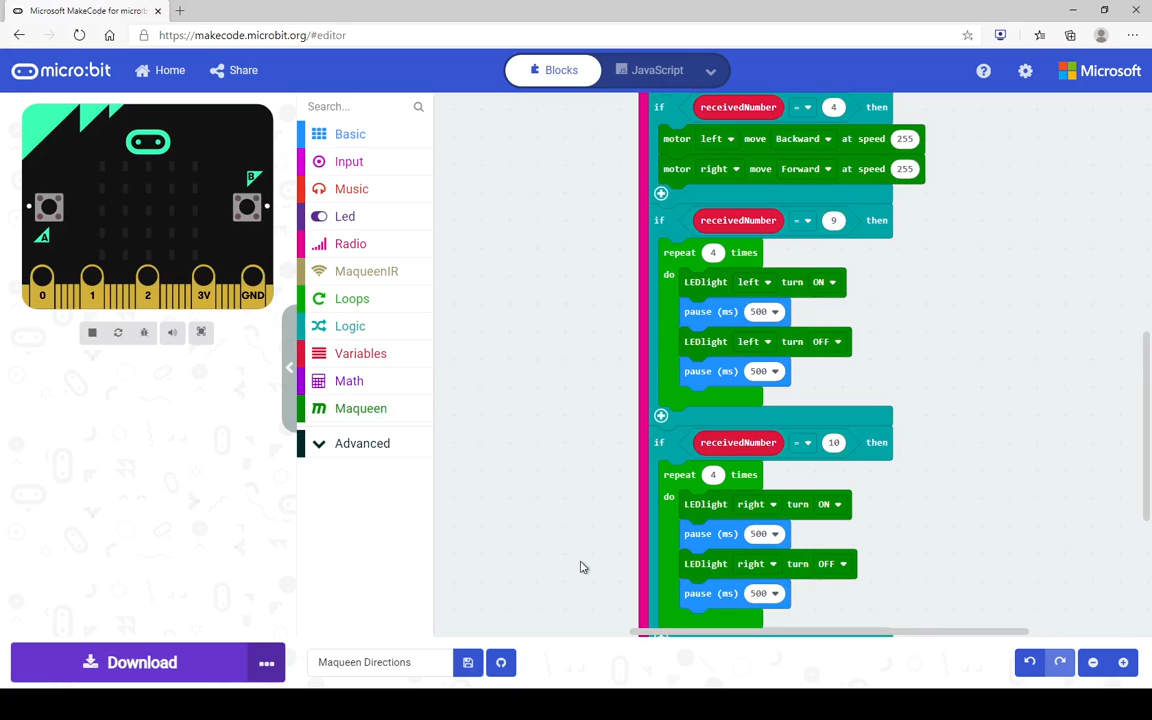 Microsoft MakeCode for micro:b
https://makecode.microbit.org/#editor
micro:bit
Home
Share
Blocks
JavaScript
Microsoft
A
B
0
1
2
3V
GND
Search...
Basic
Input
Music
Led
Radio
MaqueenIR
Loops
Logic
Variables
Math
Maqueen
Advanced
if receivedNumber = 4 then
motor left move Backward at speed 255
motor right move Forward at speed 255
if receivedNumber = 9 then
repeat 4 times
do
LEDlight left turn ON
pause (ms) 500
LEDlight left turn OFF
pause (ms) 500
if receivedNumber = 10 then
repeat 4 times
do
LEDlight right turn ON
pause (ms) 500
LEDlight right turn OFF
pause (ms) 500
Download
Maqueen Directions